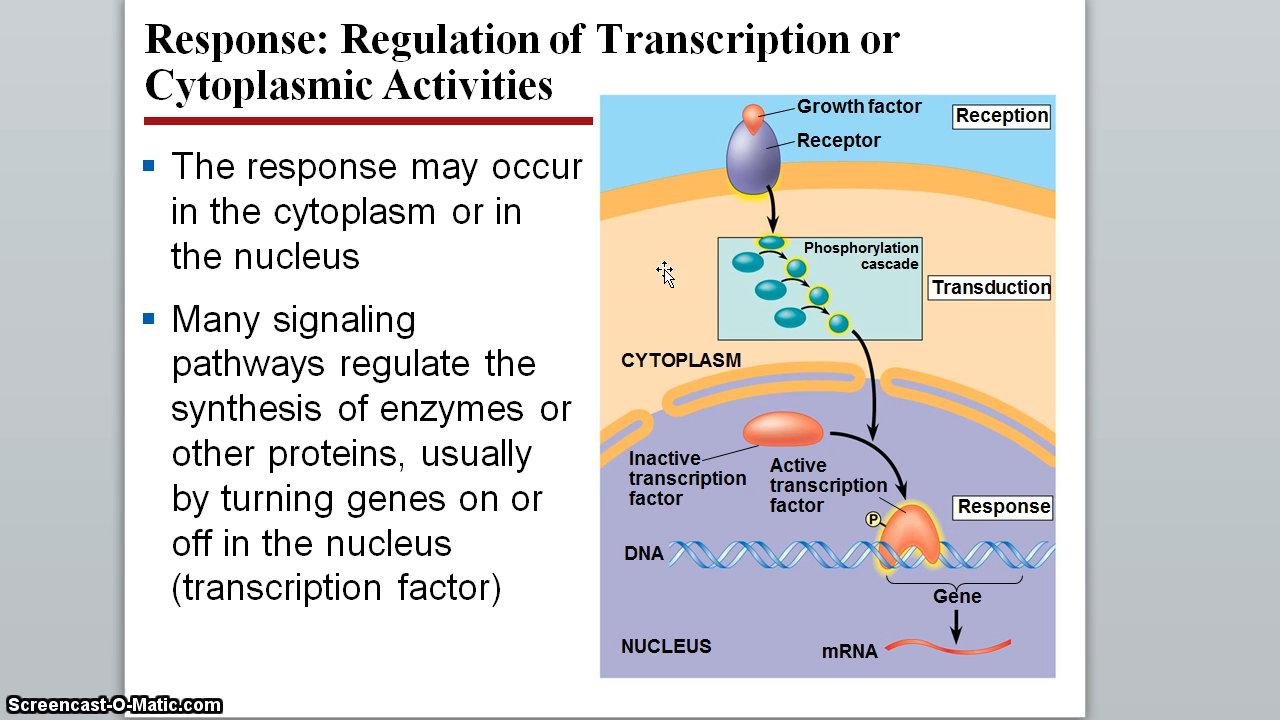 Response: Regulation of Transcription or
Cytoplasmic Activities
The response may occur
in the cytoplasm or in
the nucleus
Many signaling
pathways regulate the
synthesis of enzymes or
other proteins, usually
by turning genes on or
off in the nucleus
(transcription factor)
Growth factor
Reception
Receptor
Phosphorylation
cascade
Transduction
CYTOPLASM
Inactive
transcription
factor
Active
transcription
factor
Response
P
DNA
Gene
NUCLEUS
mRNA
Screencast-O-Matic.com